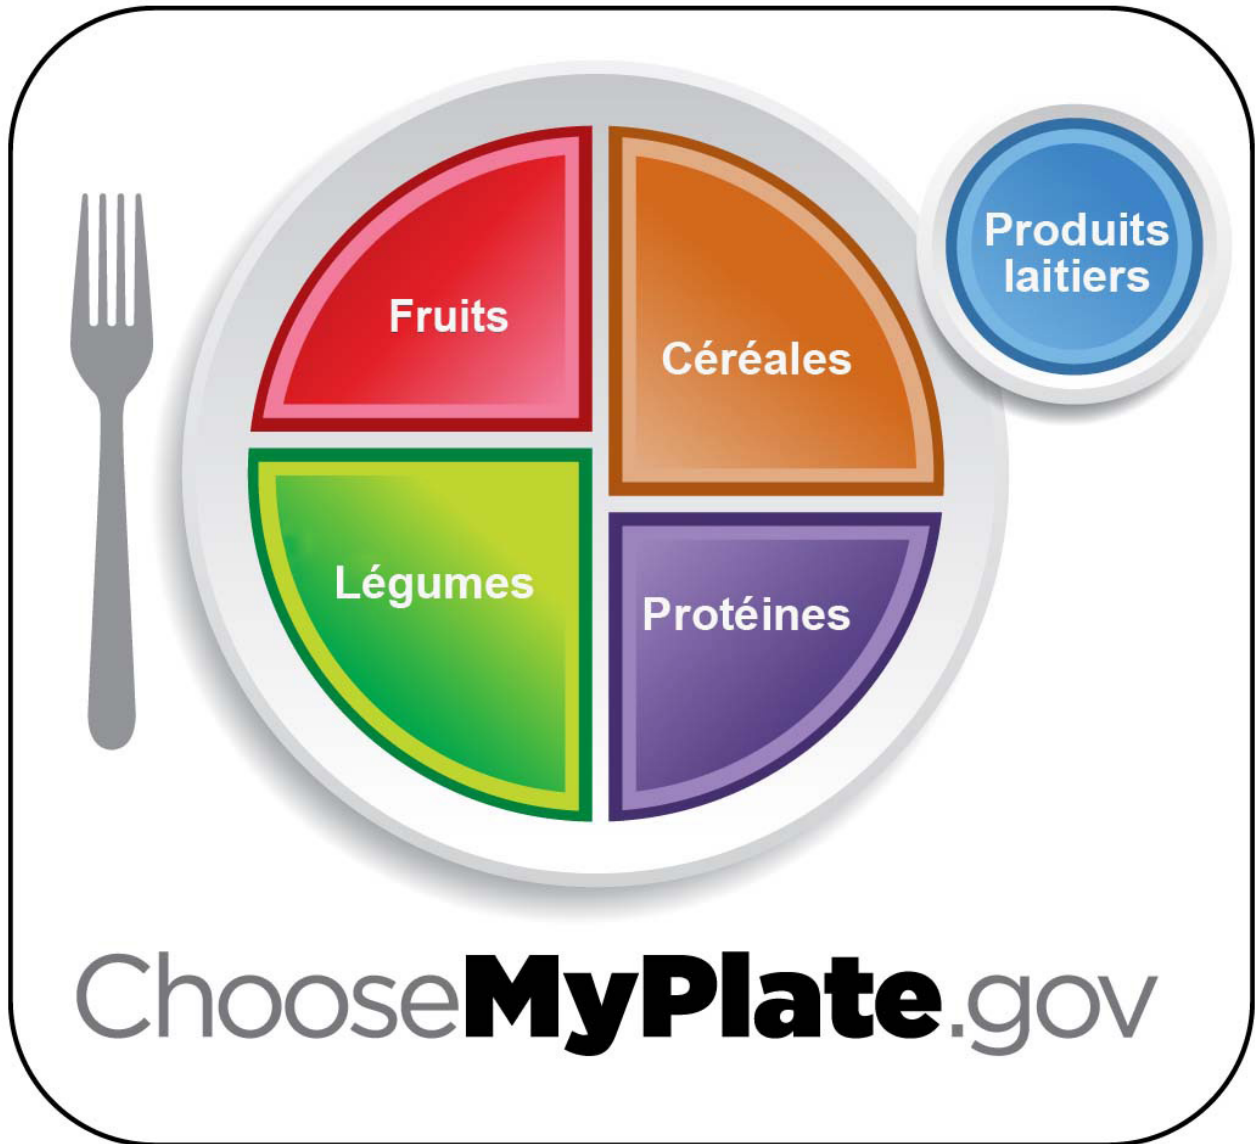 Fruits
Céréales
Produits
laitiers
Légumes
Protéines
ChooseMyPlate.gov